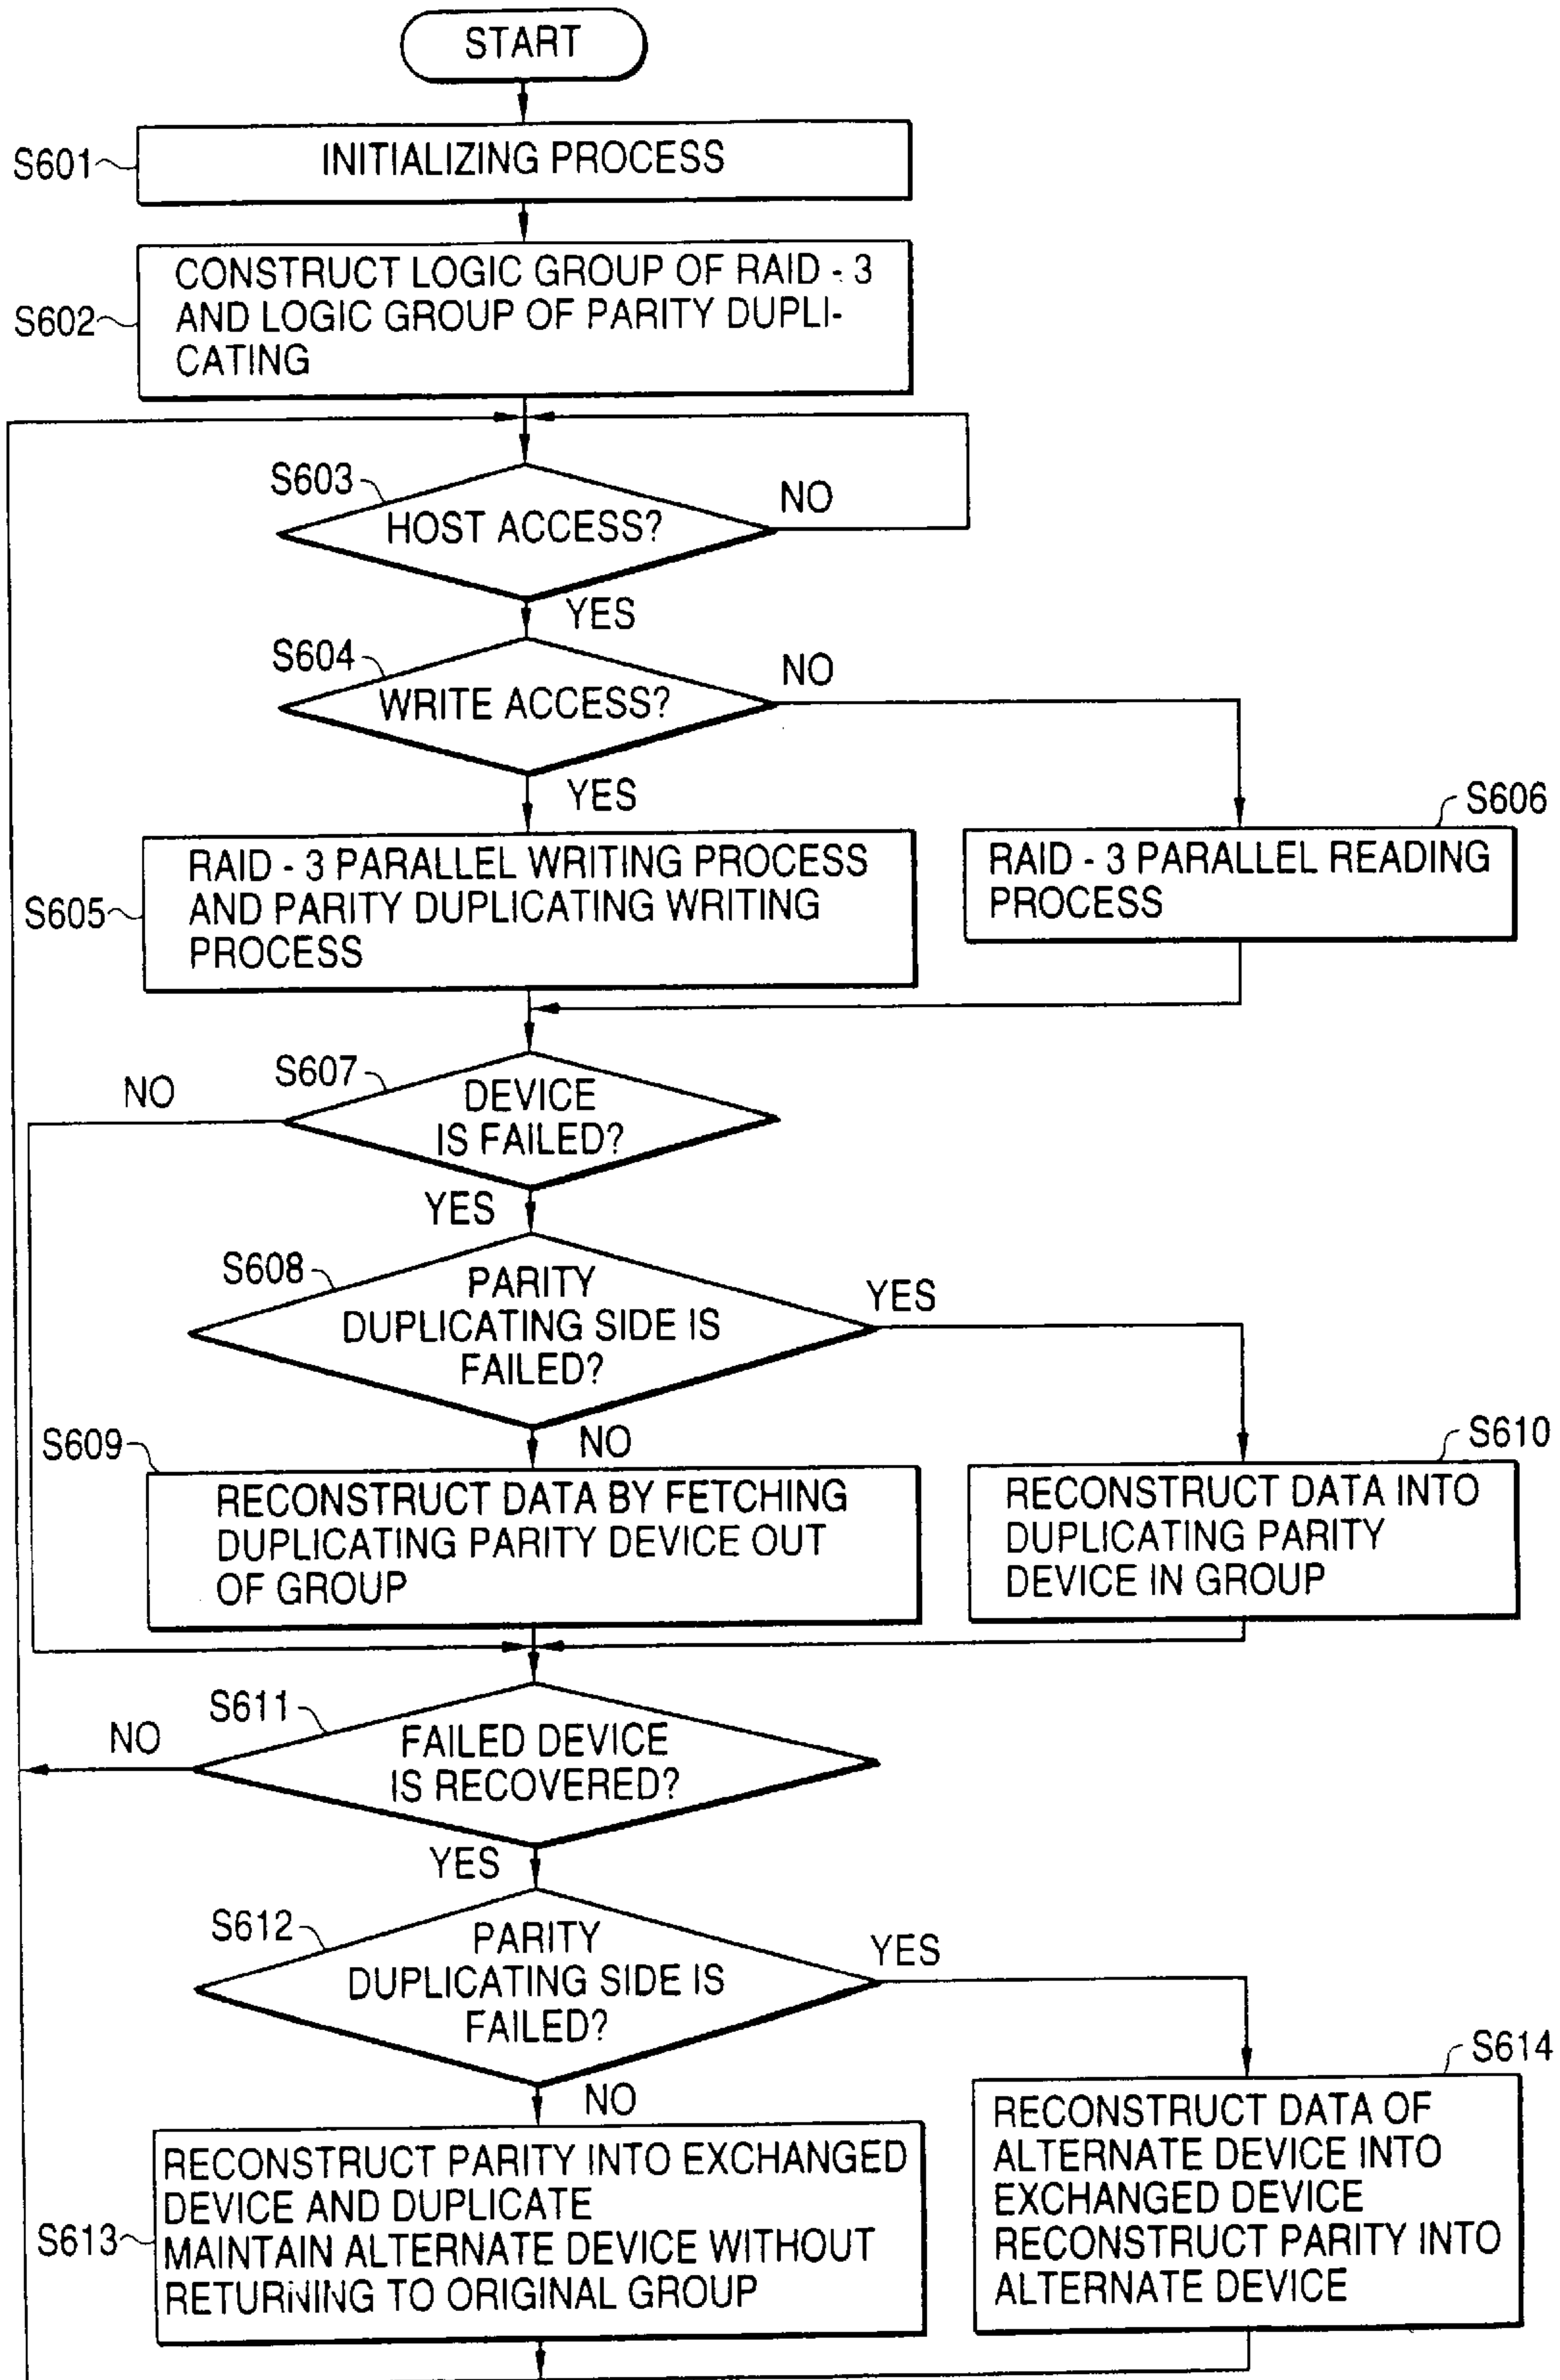 START
S601
INITIALIZING PROCESS
S602
CONSTRUCT LOGIC GROUP OF RAID - 3
AND LOGIC GROUP OF PARITY DUPLI-
CATING
S603
HOST ACCESS?
NO
YES
S604
WRITE ACCESS?
NO
YES
S605
RAID - 3 PARALLEL WRITING PROCESS
AND PARITY DUPLICATING WRITING
PROCESS
S606
RAID - 3 PARALLEL READING
PROCESS
S607
NO
DEVICE
IS FAILED?
YES
S608
PARITY
DUPLICATING SIDE IS
FAILED?
YES
NO
S609
RECONSTRUCT DATA BY FETCHING
DUPLICATING PARITY DEVICE OUT
OF GROUP
S610
RECONSTRUCT DATA INTO
DUPLICATING PARITY
DEVICE IN GROUP
S611
NO
FAILED DEVICE
IS RECOVERED?
YES
S612
PARITY
DUPLICATING SIDE IS
FAILED?
YES
NO
S613
RECONSTRUCT PARITY INTO EXCHANGED
DEVICE AND DUPLICATE
MAINTAIN ALTERNATE DEVICE WITHOUT
RETURNING TO ORIGINAL GROUP
S614
RECONSTRUCT DATA OF
ALTERNATE DEVICE INTO
EXCHANGED DEVICE
RECONSTRUCT PARITY INTO
ALTERNATE DEVICE